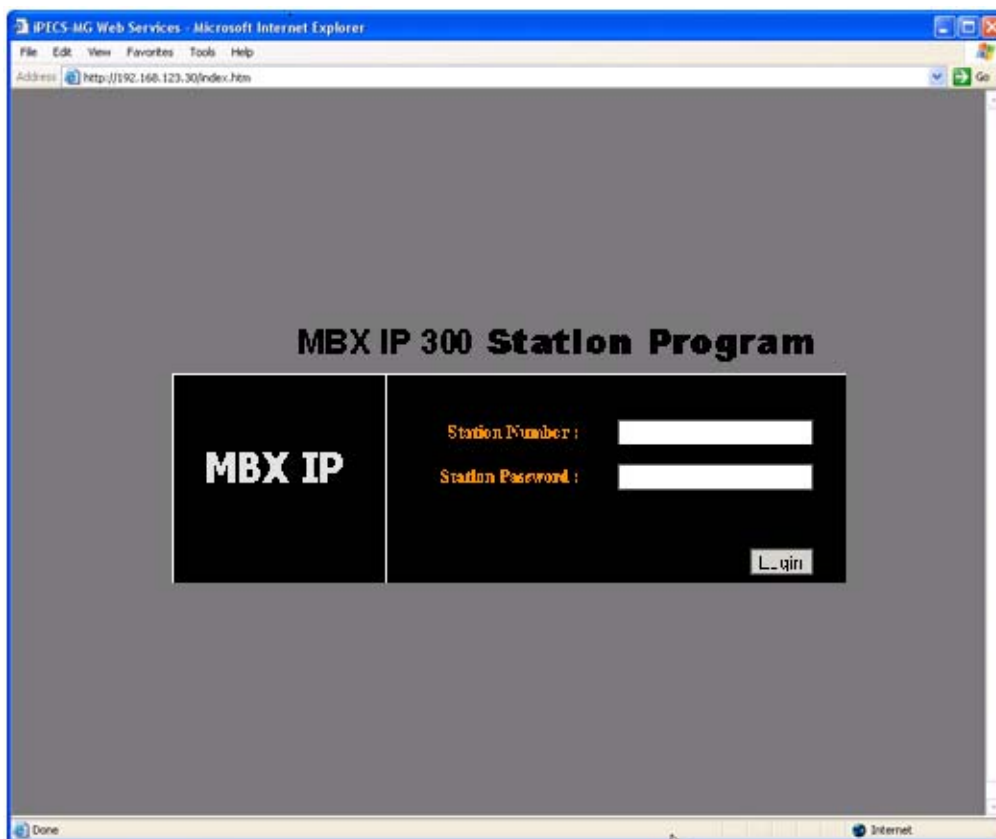 iPECS-MG Web Services - Microsoft Internet Explorer
File Edit View Favorites Tools Help
Address http://192.168.123.30/index.htm Go
MBX IP 300 Station Program
MBX IP
Station Number :
Station Password :
Login
Done Internet